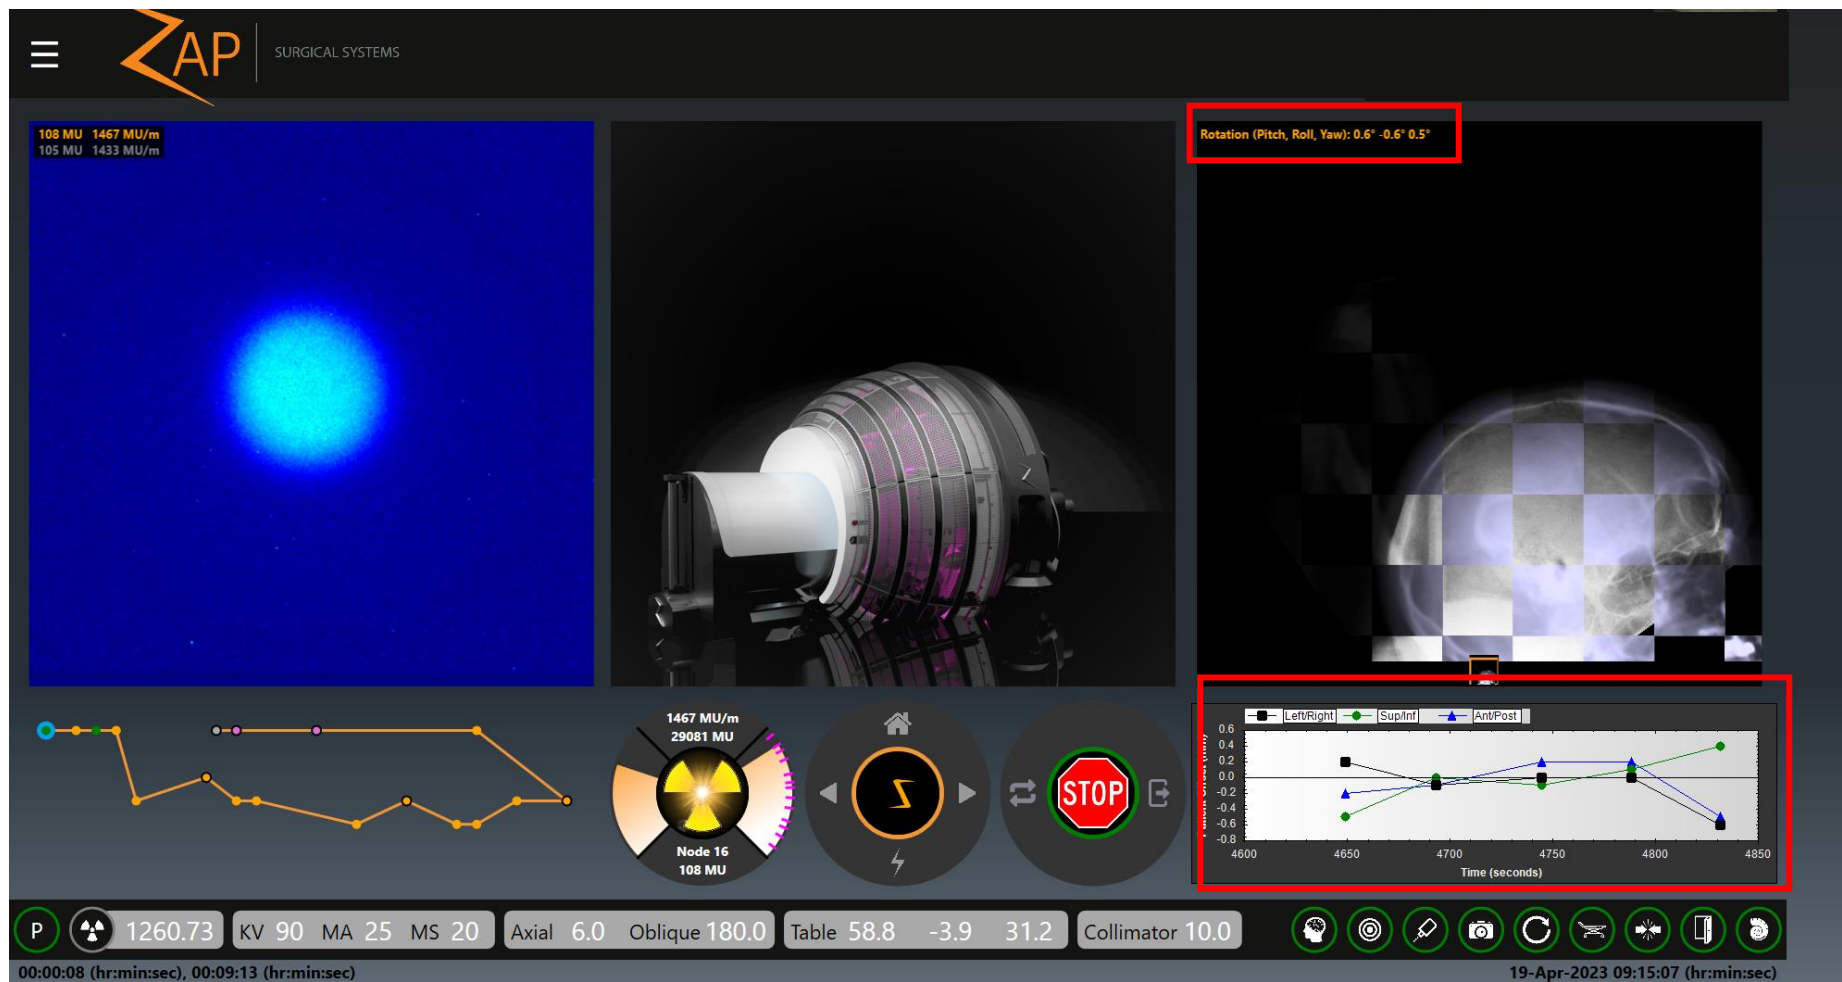 ZAP SURGICAL SYSTEMS
108 MU 1467 MU/m
105 MU 1433 MU/m
Rotation (Pitch, Roll, Yaw): 0.6° -0.6° 0.5°
1467 MU/m
29081 MU
Node 16
108 MU
STOP
Left/Right Sup/Inf Ant/Post
0.6
0.4
0.2
0.0
-0.2
-0.4
-0.6
-0.8
4600 4650 4700 4750 4800 4850
Time (seconds)
P 1260.73 KV 90 MA 25 MS 20 Axial 6.0 Oblique 180.0 Table 58.8 -3.9 31.2 Collimator 10.0
00:00:08 (hr:min:sec), 00:09:13 (hr:min:sec) 19-Apr-2023 09:15:07 (hr:min:sec)